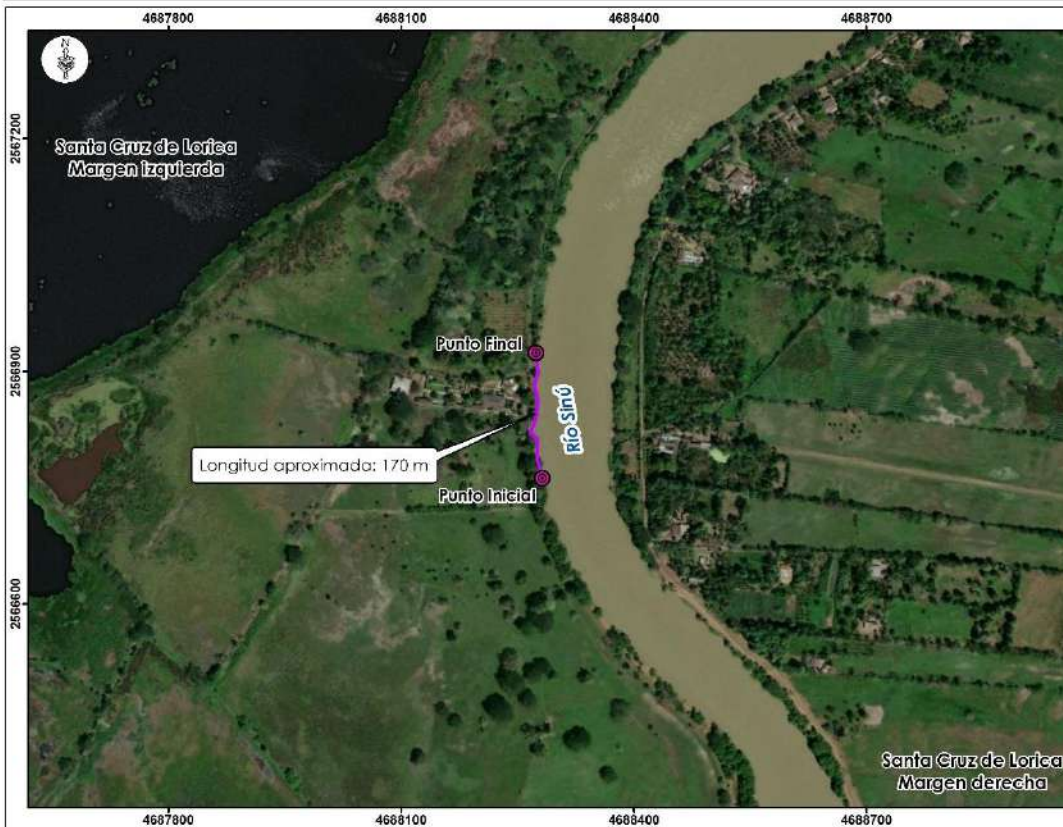 4687800
4688100
4688400
4688700
N
2567200
Santa Cruz de Lorica
Margen izquierda
Punto Final
2566900
Río Sinú
Longitud aproximada: 170 m
Punto Inicial
2566600
Santa Cruz de Lorica
Margen derecha
4687800
4688100
4688400
4688700